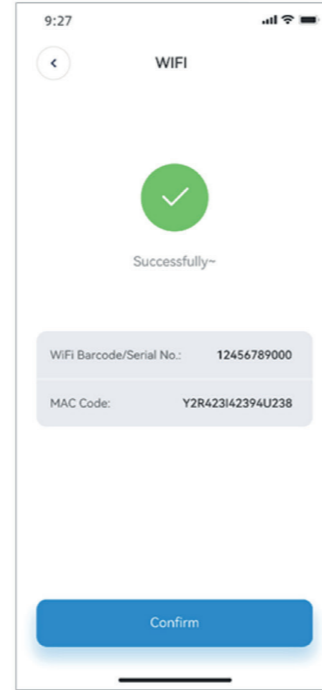 9:27
WIFI
Successfully~
WiFi Barcode/Serial No.: 12456789000
MAC Code: Y2R423I42394U238
Confirm